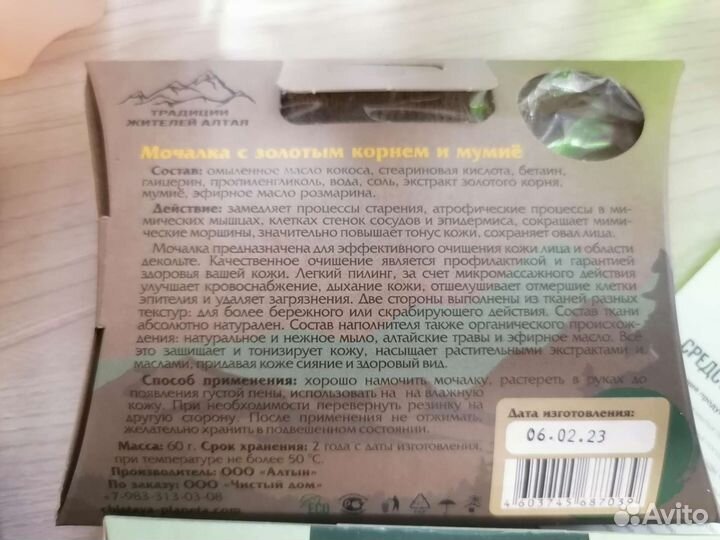 ТРАДИЦИИ
ЖИТЕЛЕЙ АЛТАЯ
Мочалка с золотым корнем и мумиё
Состав: омыленное масло кокоса, стеариновая кислота, бетаин,
глицерин, пропиленгликоль, вода, соль, экстракт золотого корня,
мумиё, эфирное масло розмарина.
Действие: замедляет процессы старения, атрофические процессы в ми-
мических мышцах, клетках стенок сосудов и эпидермиса, сокращает мими-
ческие морщины, значительно повышает тонус кожи, сохраняет овал лица.
Мочалка предназначена для эффективного очищения кожи лица и области
декольте. Качественное очищение является профилактикой и гарантией
здоровья вашей кожи. Легкий пилинг, за счет микромассажного действия
улучшает кровоснабжение, дыхание кожи, отшелушивает отмершие клетки
эпителия и удаляет загрязнения. Две стороны выполнены из тканей разных
текстур: для более бережного или скрабирующего действия. Состав ткани
абсолютно натурален. Состав наполнителя также органического происхож-
дения: натуральное и нежное мыло, алтайские травы и эфирное масло. Всё
это защищает и тонизирует кожу, насыщает растительными экстрактами и
маслами, придавая коже сияние и здоровый вид.
Способ применения: хорошо намочить мочалку, растереть в руках до
появления густой пены, использовать на на влажную
кожу. При необходимости перевернуть резинку на
другую сторону. После применения не отжимать,
желательно хранить в подвешенном состоянии.
Масса: 60 г. Срок хранения: 2 года с даты изготовления,
при температуре не более 50 °C.
Производитель: ООО "Алтын"
По заказу: ООО "Чистый дом"
+7-983-313-03-08
chistaya-planeta.com
ECO
Дата изготовления:
06.02.23
4603745687039
СРЕДС
Avito